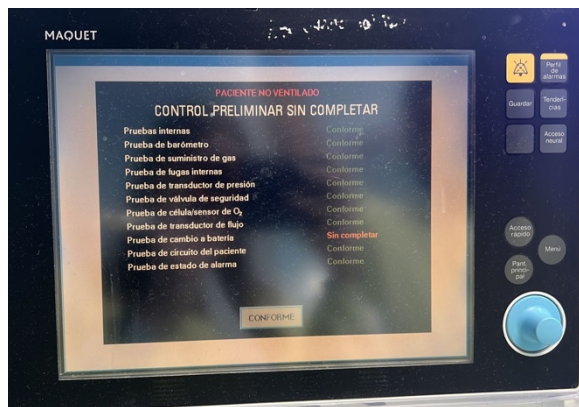 MAQUET
PACIENTE NO VENTILADO
CONTROL PRELIMINAR SIN COMPLETAR
Pruebas internas Conforme
Prueba de barómetro Conforme
Prueba de suministro de gas Conforme
Prueba de fugas internas Conforme
Prueba de transductor de presión Conforme
Prueba de válvula de seguridad Conforme
Prueba de célula/sensor de O₂ Conforme
Prueba de transductor de flujo Conforme
Prueba de cambio a batería Sin completar
Prueba de circuito del paciente Conforme
Prueba de estado de alarma Conforme
CONFORME
Perfil de alarmas
Guardar
Tenden-
cias
Acceso neural
Acceso rápido
Menú
Pant. princi-
pal